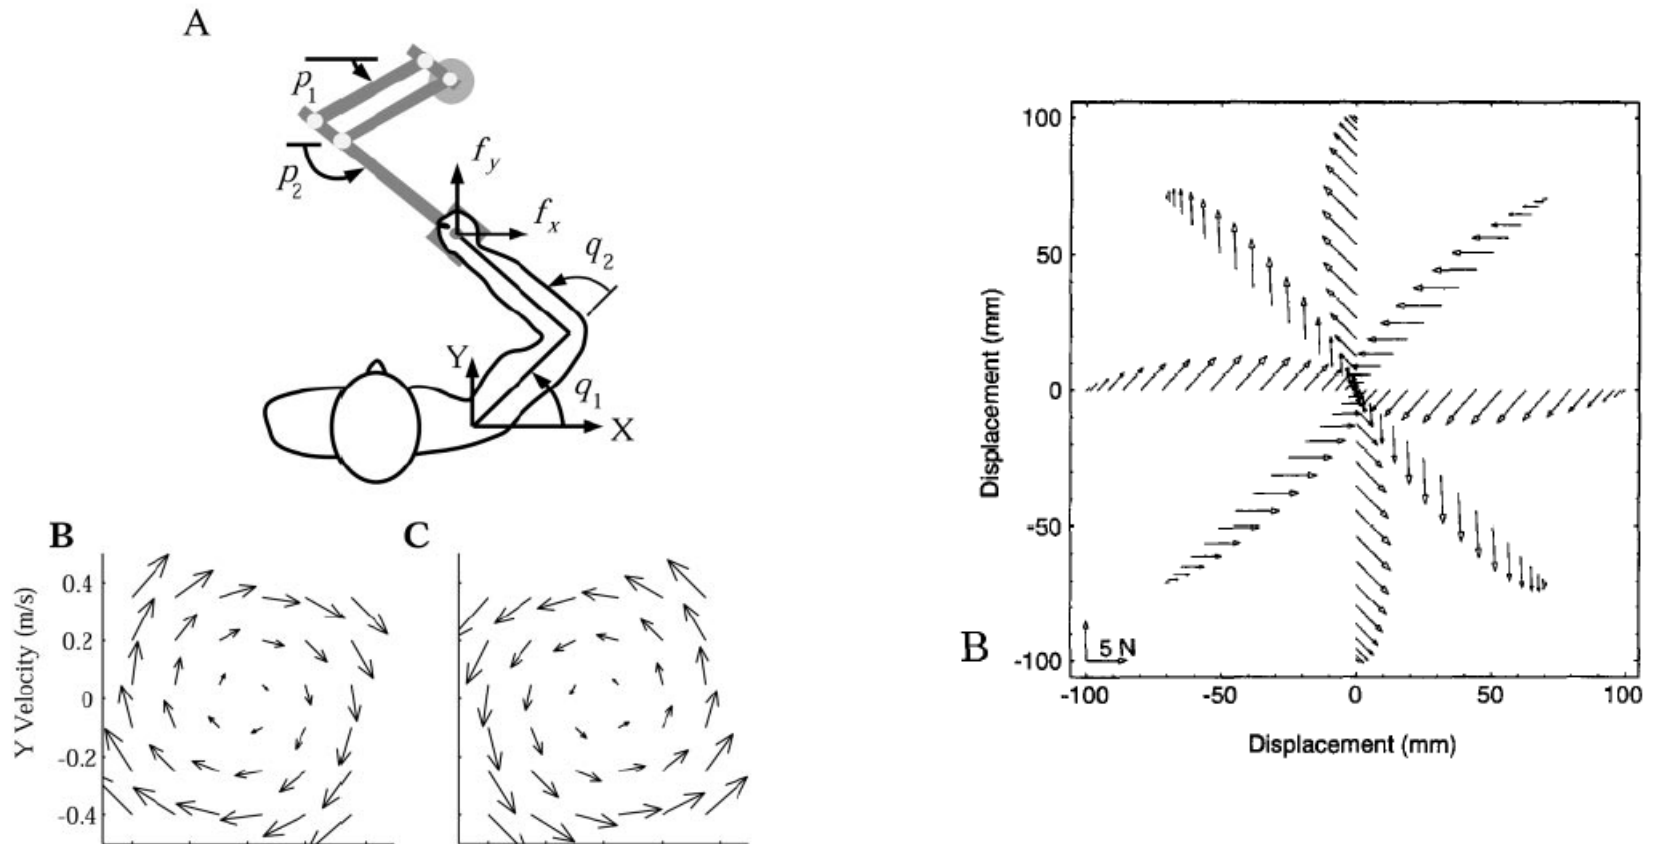 A
p1
p2
fy
fx
q2
Y
q1
X
B
C
Y Velocity (m/s)
0.4
0.2
0
-0.2
-0.4
Displacement (mm)
100
50
0
-50
-100
B
5 N
-100
-50
0
50
100
Displacement (mm)